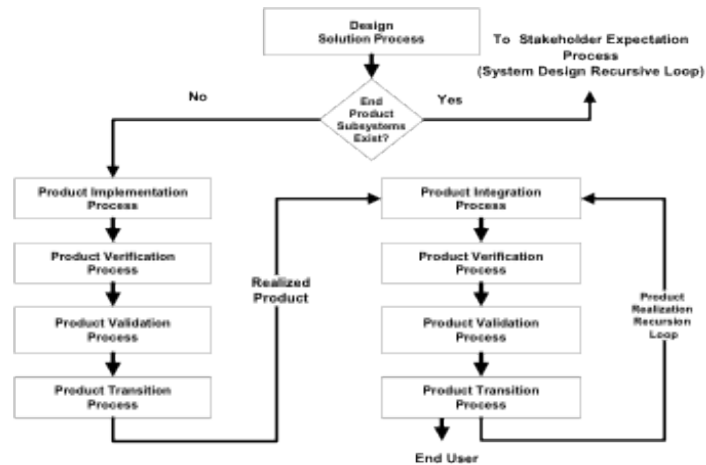 Design
Solution Process
To Stakeholder Expectation
Process
(System Design Recursive Loop)
No
Yes
End
Product
Subsystems
Exist?
Product Implementation
Process
Product Integration
Process
Product Verification
Process
Product Verification
Process
Realized
Product
Product
Realization
Recursion
Loop
Product Validation
Process
Product Validation
Process
Product Transition
Process
Product Transition
Process
End User